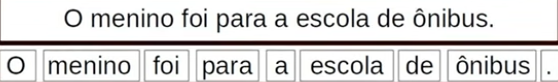 O menino foi para a escola de ônibus.
O menino foi para a escola de ônibus .